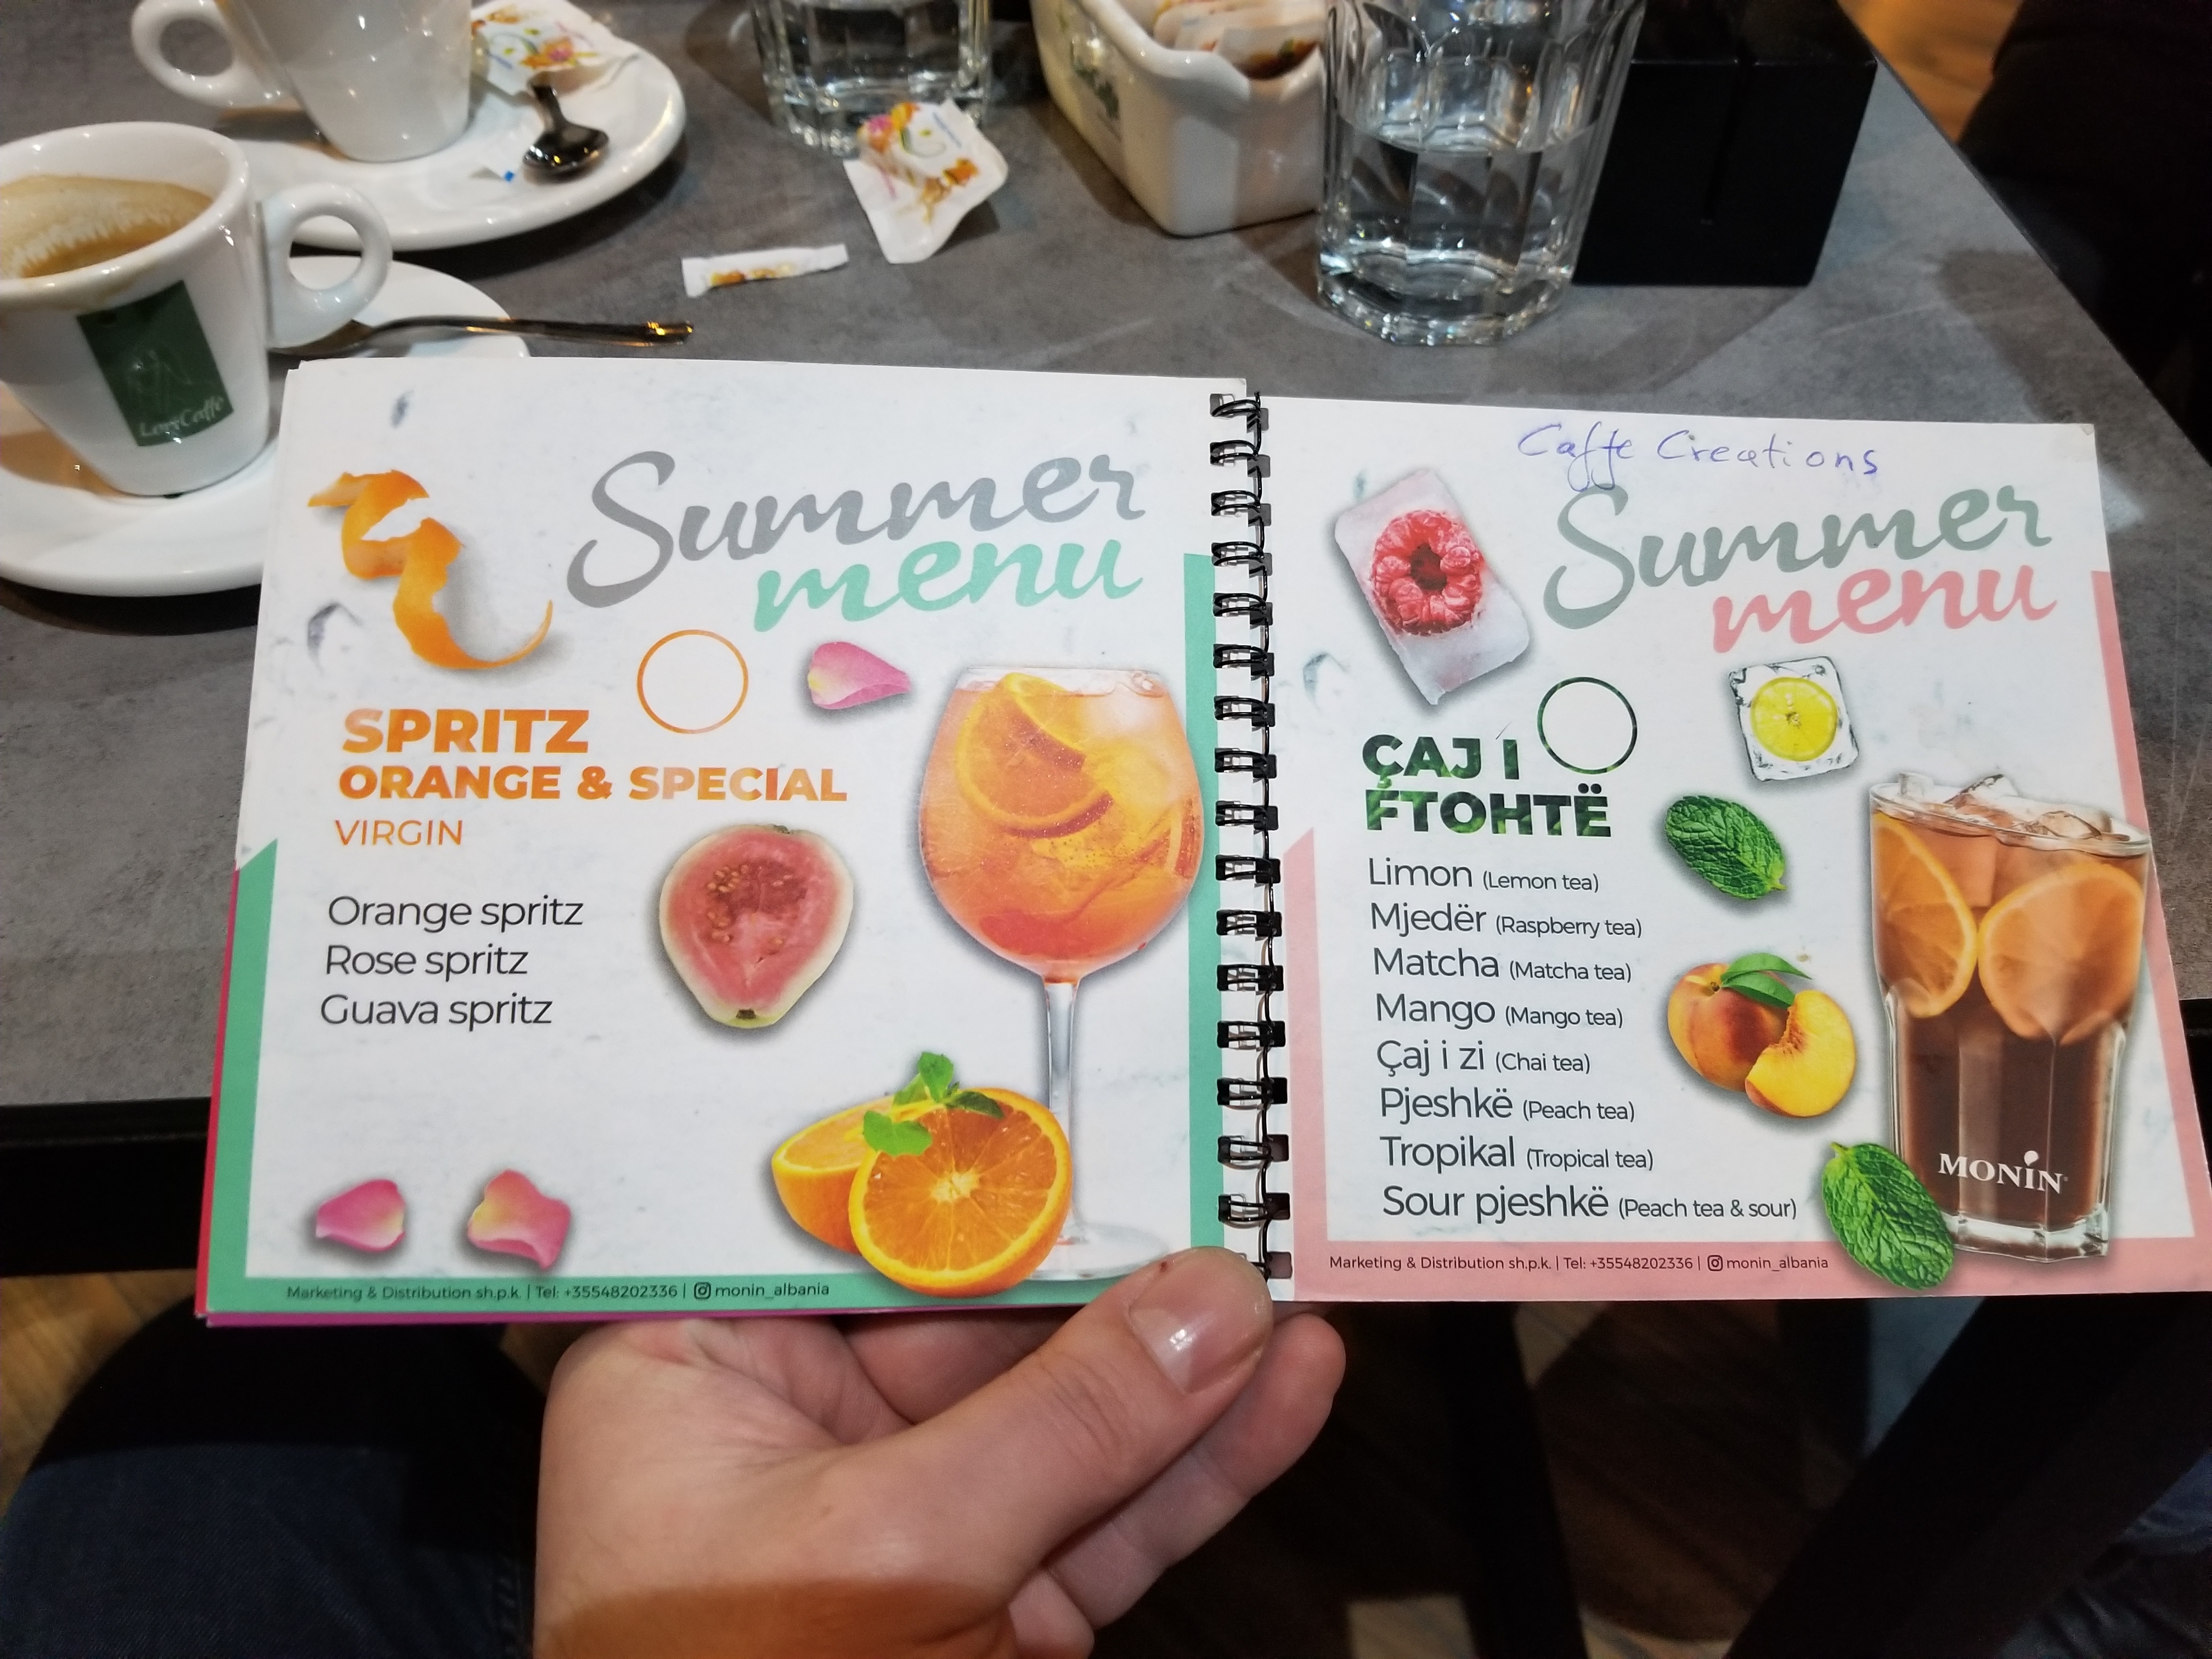 LoriCaffè
Summer
menu
SPRITZ
ORANGE & SPECIAL
VIRGIN
Orange spritz
Rose spritz
Guava spritz
Marketing & Distribution sh.p.k. | Tel: +35548202336 | monin_albania
Caffe Creations
Summer
menu
ÇAJ I
FTOHTË
Limon (Lemon tea)
Mjedër (Raspberry tea)
Matcha (Matcha tea)
Mango (Mango tea)
Çaj i zi (Chai tea)
Pjeshkë (Peach tea)
Tropikal (Tropical tea)
Sour pjeshkë (Peach tea & sour)
MONIN
Marketing & Distribution sh.p.k. | Tel: +35548202336 | monin_albania